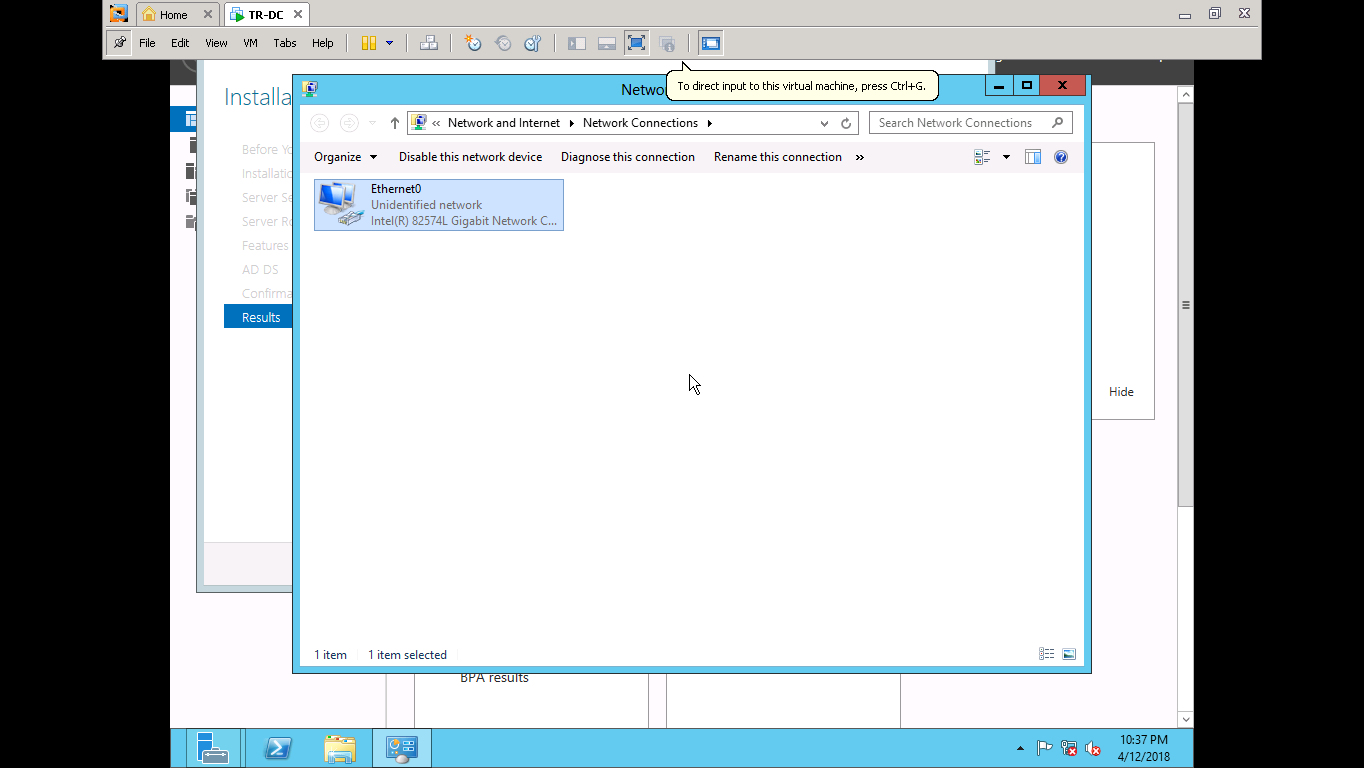 Home
TR-DC
File Edit View VM Tabs Help
To direct input to this virtual machine, press Ctrl+G.
Installa
Before Yo
Installatio
Server Se
Server Ro
Features
AD DS
Confirma
Results
Netwo
« Network and Internet Network Connections
Search Network Connections
Organize Disable this network device Diagnose this connection Rename this connection »
Ethernet0
Unidentified network
Intel(R) 82574L Gigabit Network C...
Hide
1 item 1 item selected
BPA results
10:37 PM
4/12/2018